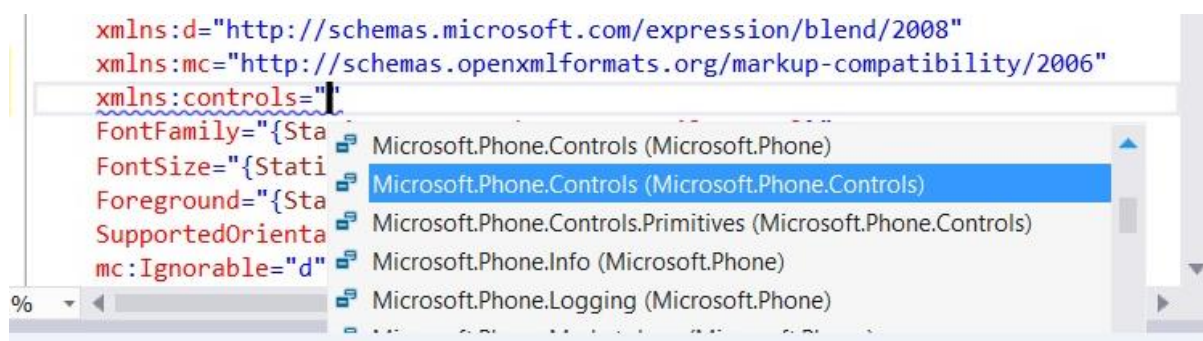 xmlns:d="http://schemas.microsoft.com/expression/blend/2008"
xmlns:mc="http://schemas.openxmlformats.org/markup-compatibility/2006"
xmlns:controls=""
FontFamily="{Sta
Microsoft.Phone.Controls (Microsoft.Phone)
FontSize="{Stati
Microsoft.Phone.Controls (Microsoft.Phone.Controls)
Foreground="{Sta
Microsoft.Phone.Controls.Primitives (Microsoft.Phone.Controls)
SupportedOrienta
mc:Ignorable="d"
Microsoft.Phone.Info (Microsoft.Phone)
%
Microsoft.Phone.Logging (Microsoft.Phone)